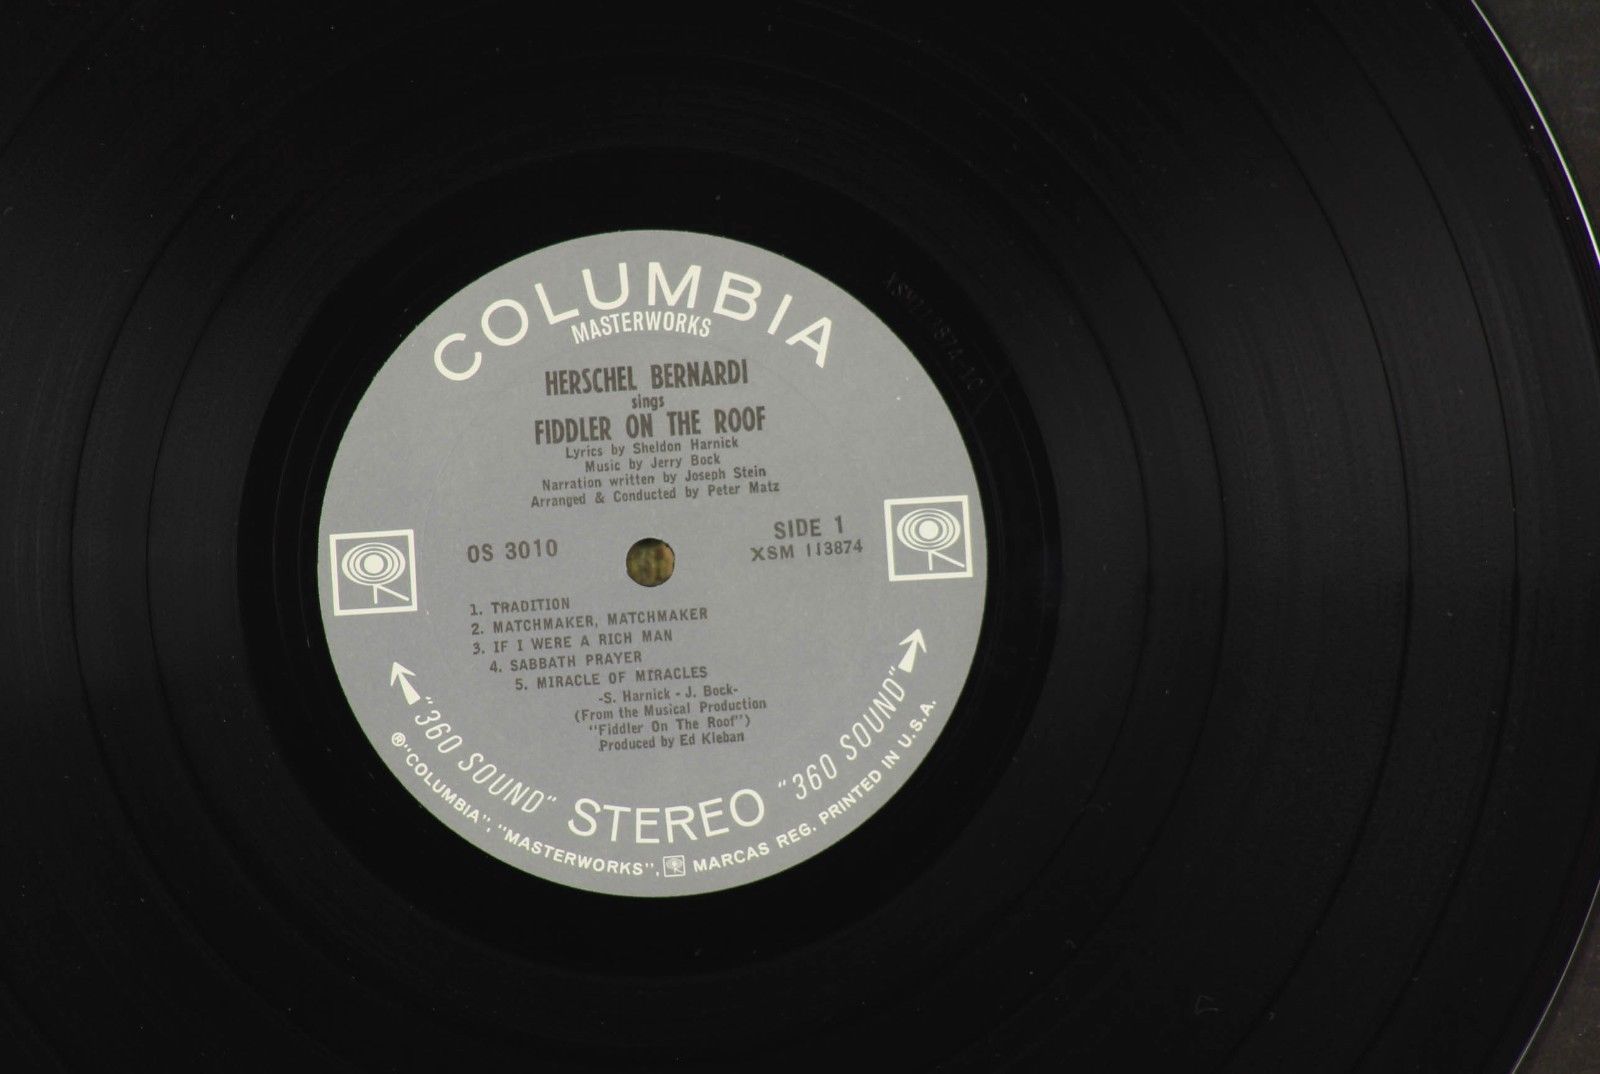 COLUMBIA
MASTERWORKS
HERSCHEL BERNARDI
sings
FIDDLER ON THE ROOF
Lyrics by Sheldon Harnick
Music by Jerry Bock
Narration written by Joseph Stein
Arranged & Conducted by Peter Matz
OS 3010
SIDE 1
XSM 113874
1. TRADITION
2. MATCHMAKER, MATCHMAKER
3. IF I WERE A RICH MAN
4. SABBATH PRAYER
5. MIRACLE OF MIRACLES
-S. Harnick - J. Bock-
(From the Musical Production
"Fiddler On The Roof")
Produced by Ed Kleban
"360 SOUND" STEREO "360 SOUND"
®"COLUMBIA", "MASTERWORKS", MARCAS REG. PRINTED IN U.S.A.